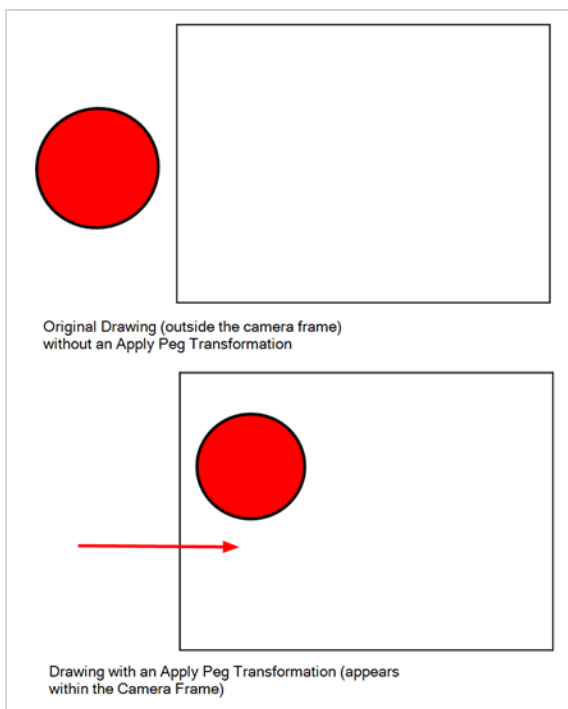 Original Drawing (outside the camera frame)
without an Apply Peg Transformation
Drawing with an Apply Peg Transformation (appears
within the Camera Frame)